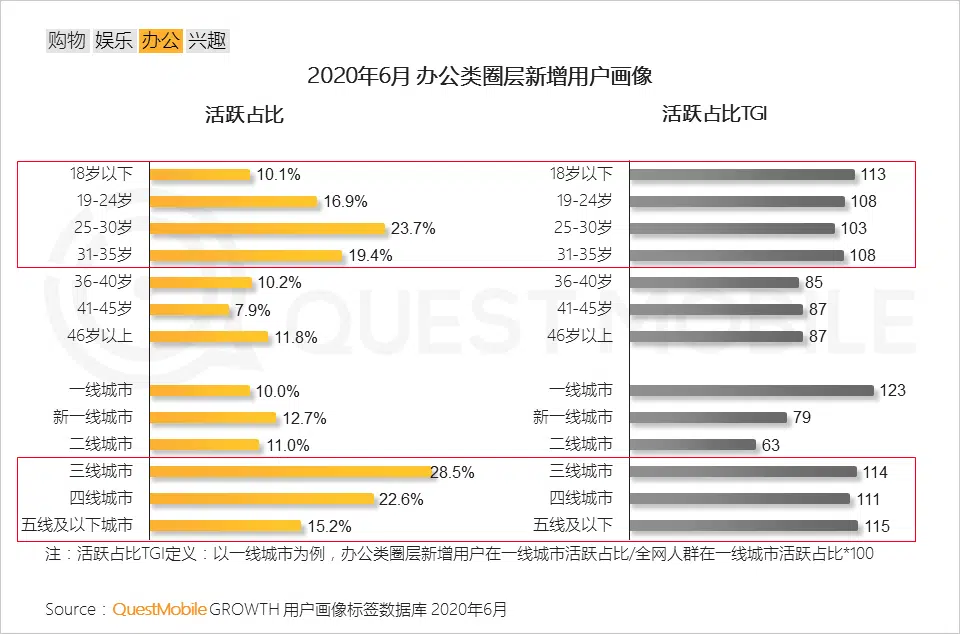 购物 娱乐 办公 兴趣
2020年6月 办公类圈层新增用户画像
活跃占比 活跃占比TGI
18岁以下 10.1% 18岁以下 113
19-24岁 16.9% 19-24岁 108
25-30岁 23.7% 25-30岁 103
31-35岁 19.4% 31-35岁 108
36-40岁 10.2% 36-40岁 85
41-45岁 7.9% 41-45岁 87
46岁以上 11.8% 46岁以上 87
一线城市 10.0% 一线城市 123
新一线城市 12.7% 新一线城市 79
二线城市 11.0% 二线城市 63
三线城市 28.5% 三线城市 114
四线城市 22.6% 四线城市 111
五线及以下城市 15.2% 五线及以下 115
注：活跃占比TGI定义：以一线城市为例，办公类圈层新增用户在一线城市活跃占比/全网人群在一线城市活跃占比*100
Source：QuestMobile GROWTH 用户画像标签数据库 2020年6月
QUESTMOBILE